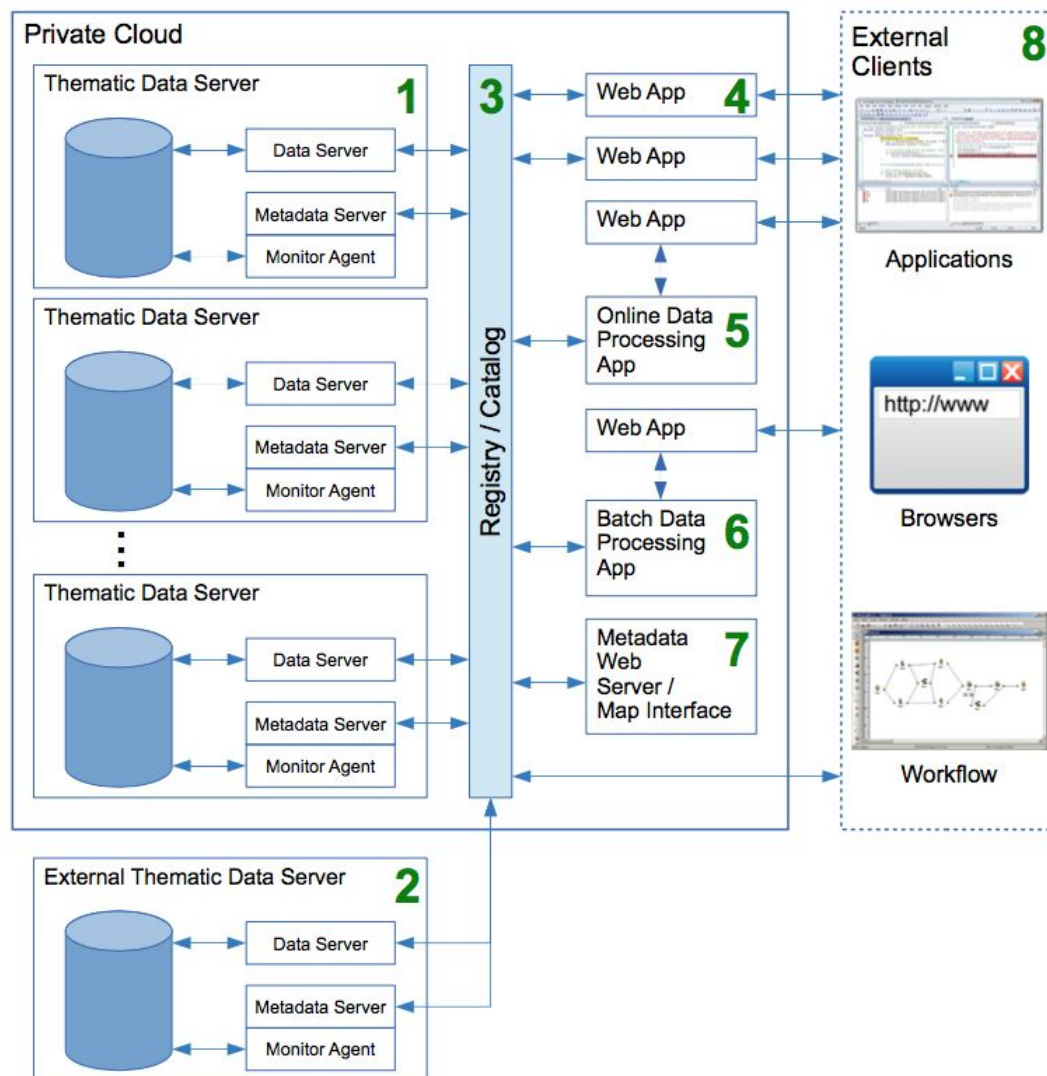 Private Cloud
Thematic Data Server
1
Data Server
Metadata Server
Monitor Agent
Thematic Data Server
Data Server
Metadata Server
Monitor Agent
Thematic Data Server
Data Server
Metadata Server
Monitor Agent
External Thematic Data Server
2
Data Server
Metadata Server
Monitor Agent
3
Registry / Catalog
Web App
4
Web App
Web App
Online Data
Processing
App
5
Web App
Batch Data
Processing
App
6
Metadada
Web
Server /
Map Interface
7
External
Clients
8
Applications
http://www
Browsers
Workflow